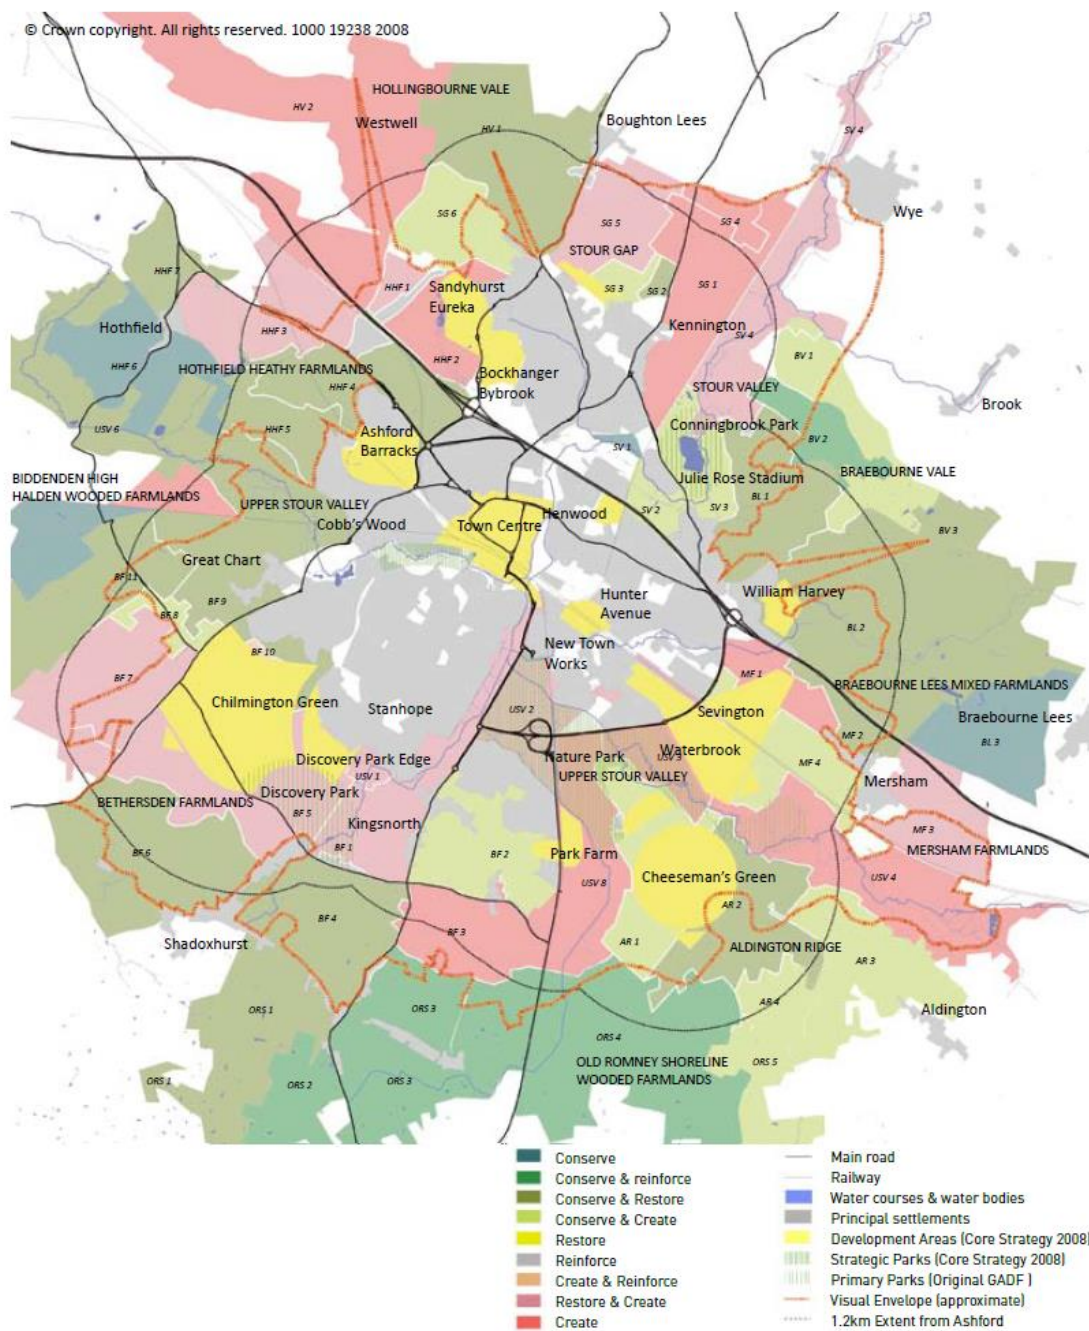 © Crown copyright. All rights reserved. 1000 19238 2008
HOLLINGBOURNE VALE
HV 2
Westwell
HV 1
Boughton Lees
SV 4
Wye
SG 6
SG 5
SG 4
STOUR GAP
HHF 7
HHF 1
Sandyhurst
Eureka
SG 3
SG 2
SG 1
Hothfield
HHF 3
Kennington
SV 4
HHF 6
HHF 2
BV 1
HOTHFIELD HEATHY FARMLANDS
HHF 4
Bockhanger
Bybrook
STOUR VALLEY
Brook
USV 6
HHF 5
Ashford
Barracks
Conningbrook Park
SV 1
BV 2
BRAEBOURNE VALE
BIDDENDEN HIGH
HALDEN WOODED FARMLANDS
Julie Rose Stadium
BL 1
UPPER STOUR VALLEY
Cobb's Wood
Town Centre
Henwood
SV 2
SV 3
BV 3
Great Chart
BF 11
BF 9
BF 8
Hunter
Avenue
William Harvey
BL 2
BF 10
New Town
Works
BF 7
MF 1
BRAEBOURNE LEES MIXED FARMLANDS
Chilmington Green
Stanhope
USV 2
Sevington
Braebourne Lees
MF 2
BL 3
Discovery Park Edge
Nature Park
USV 3
Waterbrook
MF 4
USV 1
UPPER STOUR VALLEY
Mersham
Discovery Park
BETHERSDEN FARMLANDS
BF 5
Kingsnorth
MF 3
BF 6
BF 1
BF 2
Park Farm
MERSHAM FARMLANDS
Cheeseman's Green
USV 8
USV 4
BF 4
AR 2
Shadoxhurst
BF 3
AR 1
ALDINGTON RIDGE
AR 3
ORS 1
ORS 3
AR 4
Aldington
ORS 4
OLD ROMNEY SHORELINE
WOODED FARMLANDS
ORS 5
ORS 1
ORS 2
ORS 3
Conserve
Conserve & reinforce
Conserve & Restore
Conserve & Create
Restore
Reinforce
Create & Reinforce
Restore & Create
Create
Main road
Railway
Water courses & water bodies
Principal settlements
Development Areas (Core Strategy 2008)
Strategic Parks (Core Strategy 2008)
Primary Parks (Original GADF )
Visual Envelope (approximate)
1.2km Extent from Ashford